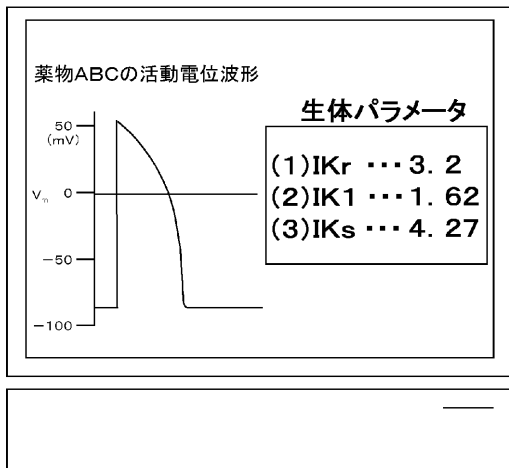 薬物ABCの活動電位波形
生体パラメータ
50
(mV)
Vm 0
−50
−100
(1)IKr ・・・3. 2
(2)IK1 ・・・1. 62
(3)IKs ・・・4. 27